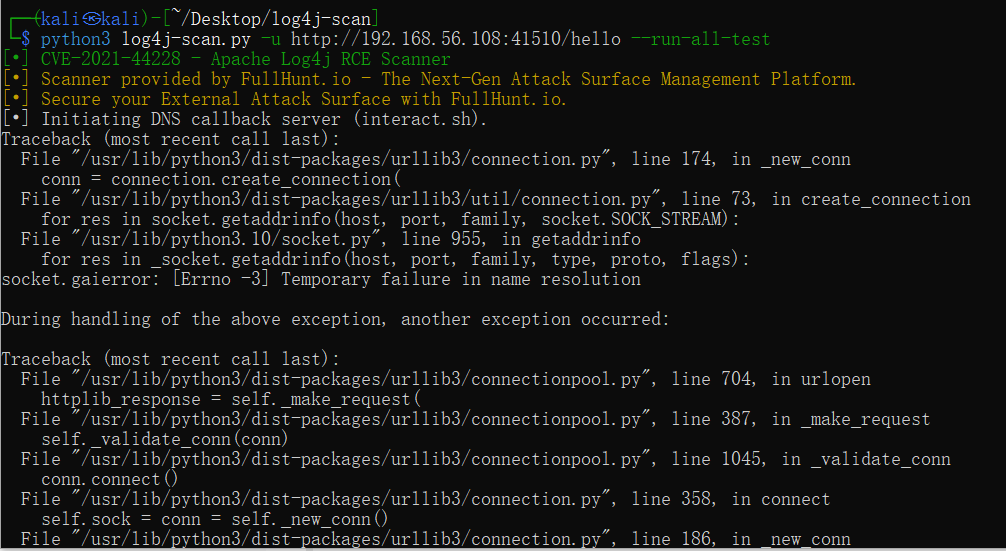 ┌──(kali㉿kali)-[~/Desktop/log4j-scan]
└─$ python3 log4j-scan.py -u http://192.168.56.108:41510/hello --run-all-test
[•] CVE-2021-44228 - Apache Log4j RCE Scanner
[•] Scanner provided by FullHunt.io - The Next-Gen Attack Surface Management Platform.
[•] Secure your External Attack Surface with FullHunt.io.
[•] Initiating DNS callback server (interact.sh).
Traceback (most recent call last):
  File "/usr/lib/python3/dist-packages/urllib3/connection.py", line 174, in _new_conn
    conn = connection.create_connection(
  File "/usr/lib/python3/dist-packages/urllib3/util/connection.py", line 73, in create_connection
    for res in socket.getaddrinfo(host, port, family, socket.SOCK_STREAM):
  File "/usr/lib/python3.10/socket.py", line 955, in getaddrinfo
    for res in _socket.getaddrinfo(host, port, family, type, proto, flags):
socket.gaierror: [Errno -3] Temporary failure in name resolution

During handling of the above exception, another exception occurred:

Traceback (most recent call last):
  File "/usr/lib/python3/dist-packages/urllib3/connectionpool.py", line 704, in urlopen
    httplib_response = self._make_request(
  File "/usr/lib/python3/dist-packages/urllib3/connectionpool.py", line 387, in _make_request
    self._validate_conn(conn)
  File "/usr/lib/python3/dist-packages/urllib3/connectionpool.py", line 1045, in _validate_conn
    conn.connect()
  File "/usr/lib/python3/dist-packages/urllib3/connection.py", line 358, in connect
    self.sock = conn = self._new_conn()
  File "/usr/lib/python3/dist-packages/urllib3/connection.py", line 186, in _new_conn